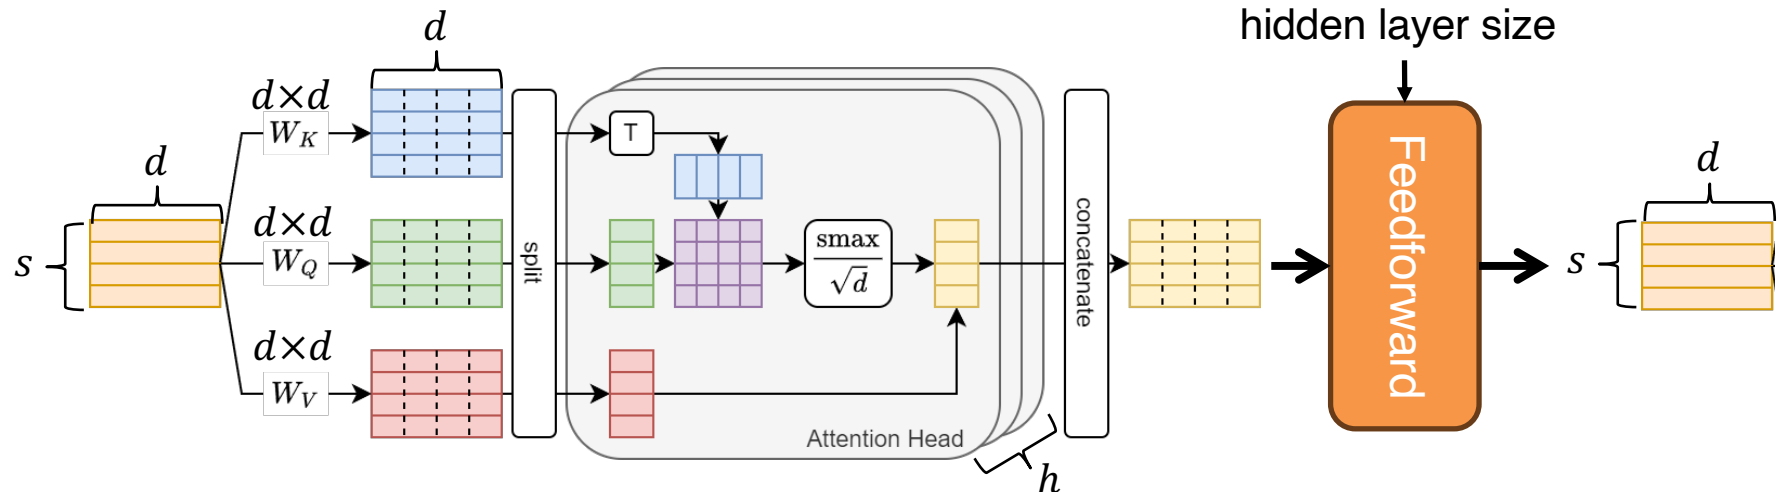 hidden layer size
d
d×d
W_K
T
d
d×d
W_Q
s
split
smax
√d
concatenate
Feedforward
d
s
d×d
W_V
Attention Head
h